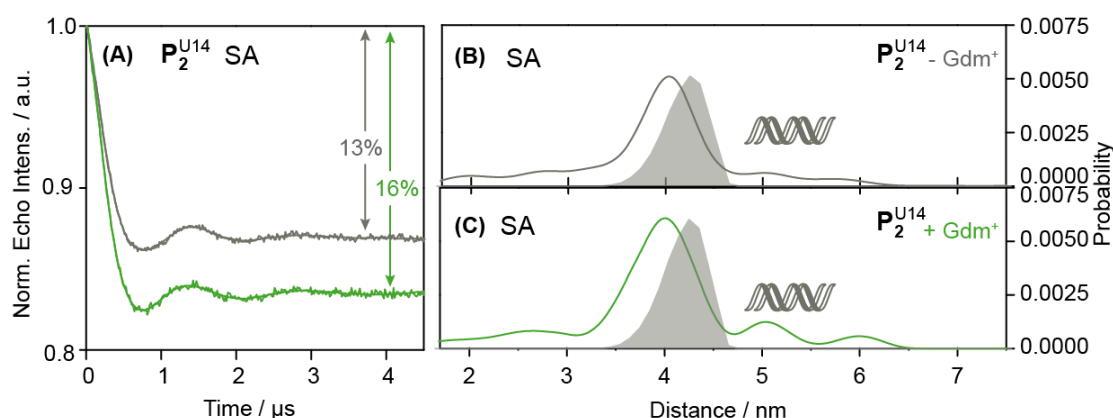 (A) P₂ᵁ¹⁴ SA
13%
16%
1.0
0.9
0.8
Norm. Echo Intens. / a.u.
0 1 2 3 4
Time / µs
(B) SA P₂ᵁ¹⁴ - Gdm⁺
0.0075
0.0050
0.0025
0.0000
(C) SA P₂ᵁ¹⁴ + Gdm⁺
0.0075
0.0050
0.0025
0.0000
Probability
2 3 4 5 6 7
Distance / nm